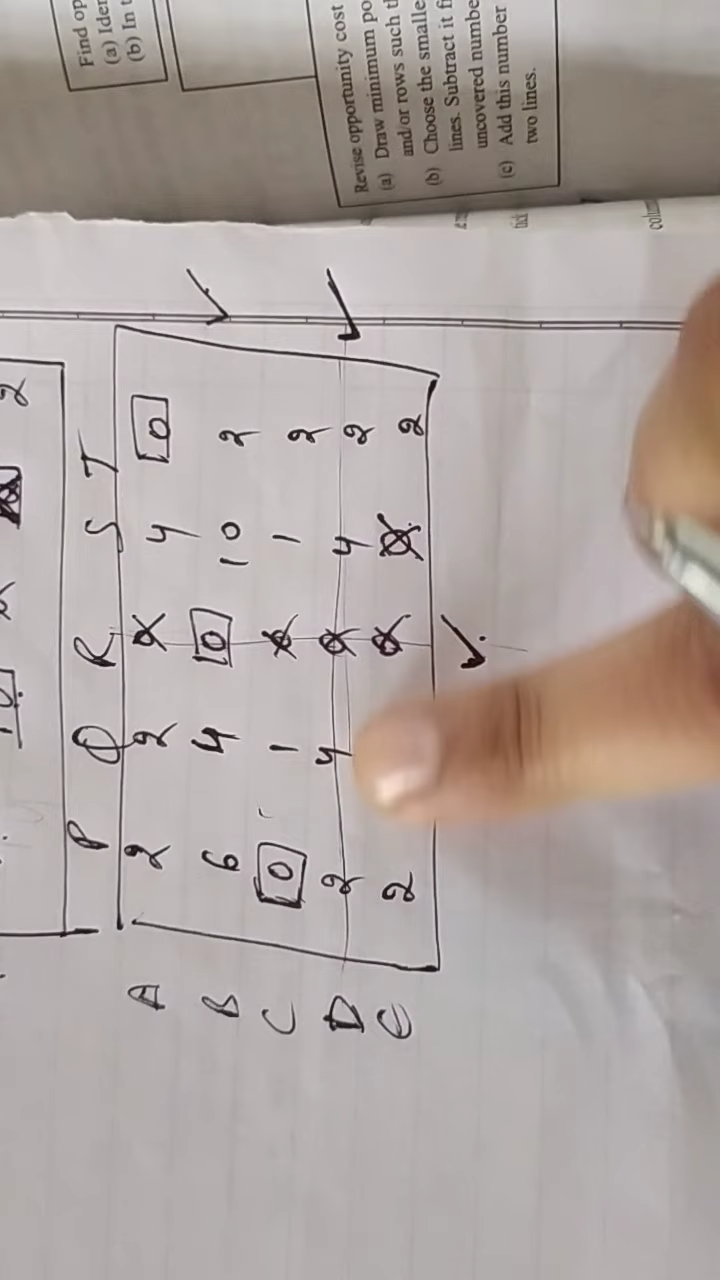 Find op
(a) Iden
(b) In t
Revise opportunity cost
(a) Draw minimum po
and/or rows such t
(b) Choose the smalle
lines. Subtract it f
uncovered numbe
(c) Add this number
two lines.
colum
2
P Q R S T
A 2 2 0 4 0
B 6 4 0 10 2
C 0 1 0 1 2
D 2 4 0 4 2
E 2 0 0 2